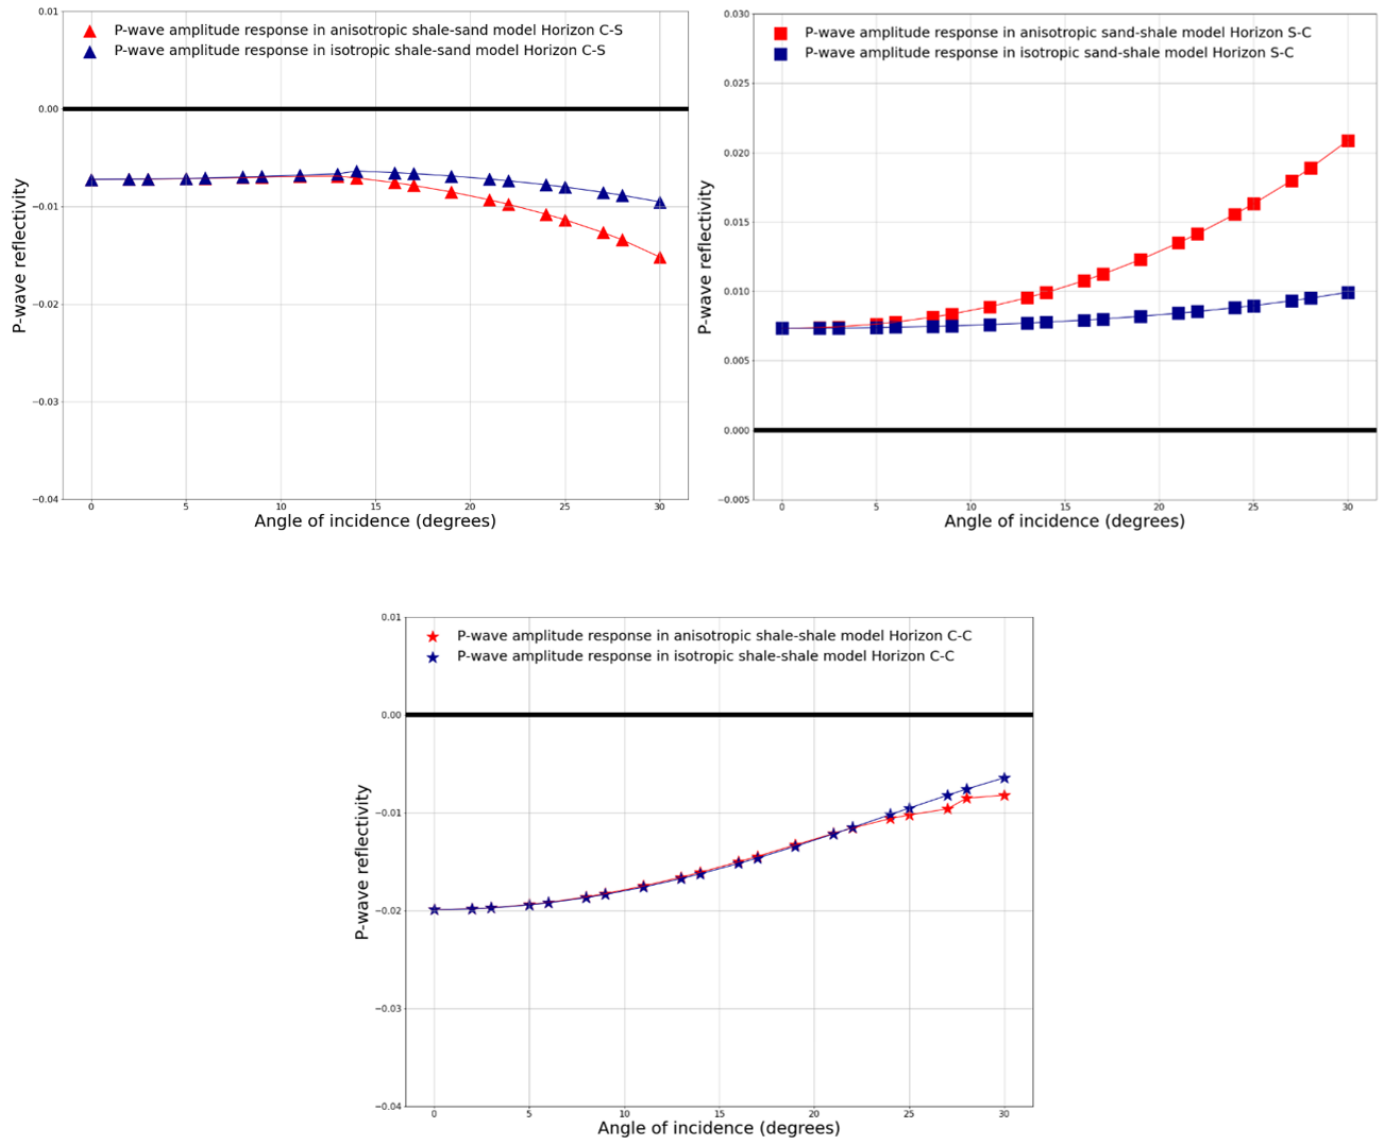 0.01
P-wave amplitude response in anisotropic shale-sand model Horizon C-S
P-wave amplitude response in isotropic shale-sand model Horizon C-S
0.00
−0.01
−0.02
−0.03
−0.04
P-wave reflectivity
0 5 10 15 20 25 30
Angle of incidence (degrees)
0.030
P-wave amplitude response in anisotropic sand-shale model Horizon S-C
P-wave amplitude response in isotropic sand-shale model Horizon S-C
0.025
0.020
0.015
0.010
0.005
0.000
−0.005
P-wave reflectivity
0 5 10 15 20 25 30
Angle of incidence (degrees)
0.01
P-wave amplitude response in anisotropic shale-shale model Horizon C-C
P-wave amplitude response in isotropic shale-shale model Horizon C-C
0.00
−0.01
−0.02
−0.03
−0.04
P-wave reflectivity
0 5 10 15 20 25 30
Angle of incidence (degrees)